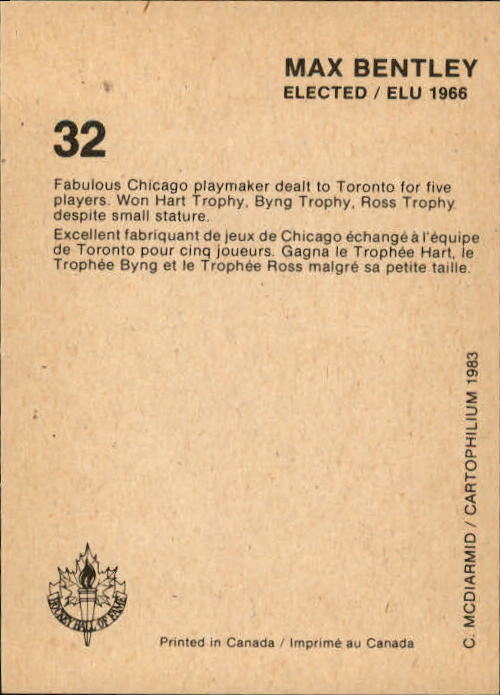 MAX BENTLEY
ELECTED / ELU 1966
32
Fabulous Chicago playmaker dealt to Toronto for five
players. Won Hart Trophy, Byng Trophy, Ross Trophy
despite small stature.
Excellent fabriquant de jeux de Chicago échangé à l'équipe
de Toronto pour cinq joueurs. Gagna le Trophée Hart, le
Trophée Byng et le Trophée Ross malgré sa petite taille.
C. MCDIARMID / CARTOPHILIUM 1983
HOCKEY HALL OF FAME
Printed in Canada / Imprimé au Canada